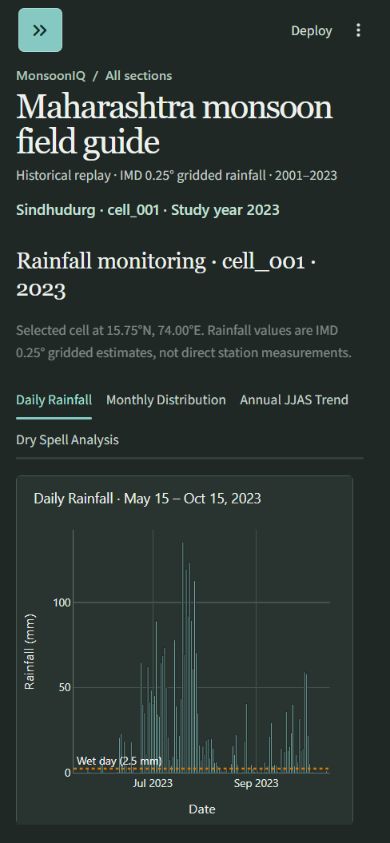 Deploy
MonsoonIQ / All sections
Maharashtra monsoon
field guide
Historical replay · IMD 0.25° gridded rainfall · 2001–2023
Sindhudurg · cell_001 · Study year 2023
Rainfall monitoring · cell_001 ·
2023
Selected cell at 15.75°N, 74.00°E. Rainfall values are IMD
0.25° gridded estimates, not direct station measurements.
Daily Rainfall Monthly Distribution Annual JJAS Trend
Dry Spell Analysis
Daily Rainfall · May 15 – Oct 15, 2023
Rainfall (mm)
100
50
Wet day (2.5 mm)
0
Jul 2023 Sep 2023
Date